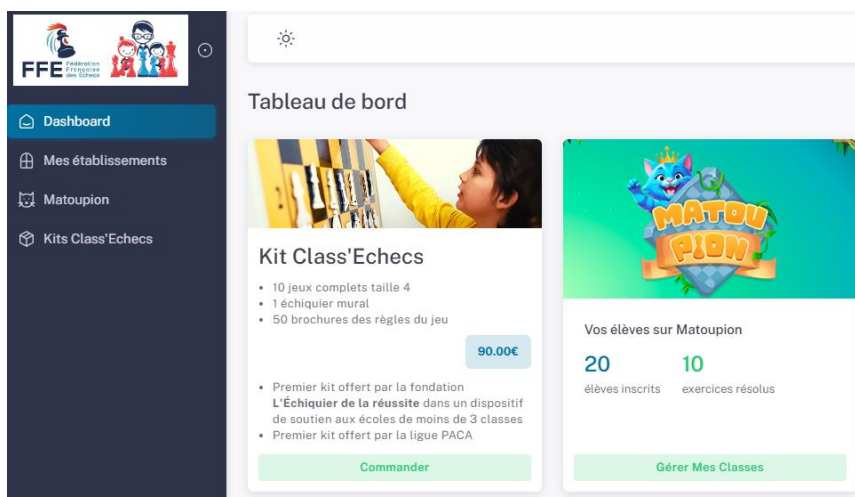 FFE Fédération
Française
des Échecs
Dashboard
Mes établissements
Matoupion
Kits Class'Echecs
Tableau de bord
Kit Class'Echecs
10 jeux complets taille 4
1 échiquier mural
50 brochures des règles du jeu
90.00€
Premier kit offert par la fondation
L'Échiquier de la réussite dans un dispositif
de soutien aux écoles de moins de 3 classes
Premier kit offert par la ligue PACA
Commander
MATOU
PION
Vos élèves sur Matoupion
20 10
élèves inscrits exercices résolus
Gérer Mes Classes